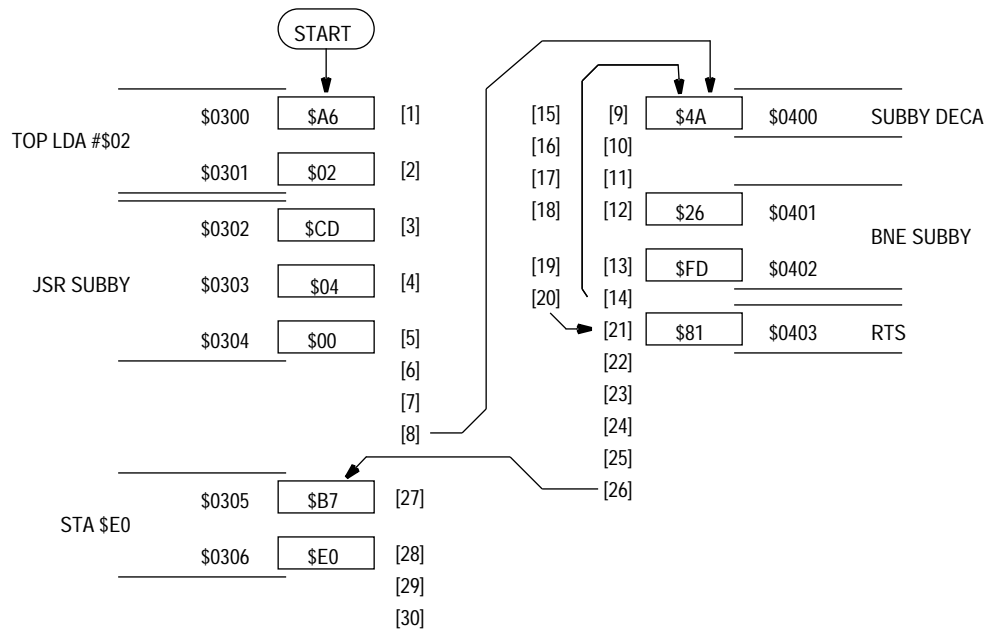 START
TOP LDA #$02
$0300 $A6 [1]
$0301 $02 [2]
JSR SUBBY
$0302 $CD [3]
$0303 $04 [4]
$0304 $00 [5]
[6]
[7]
[8]
STA $E0
$0305 $B7 [27]
$0306 $E0 [28]
[29]
[30]
[15] [9] $4A $0400 SUBBY DECA
[16] [10]
[17] [11]
[18] [12] $26 $0401
BNE SUBBY
[19] [13] $FD $0402
[20] [14]
[21] $81 $0403 RTS
[22]
[23]
[24]
[25]
[26]